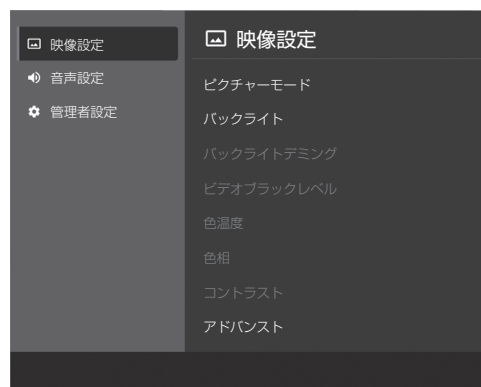 映像設定
音声設定
管理者設定
映像設定
ピクチャーモード
バックライト
バックライトデミング
ビデオブラックレベル
色温度
色相
コントラスト
アドバンスト